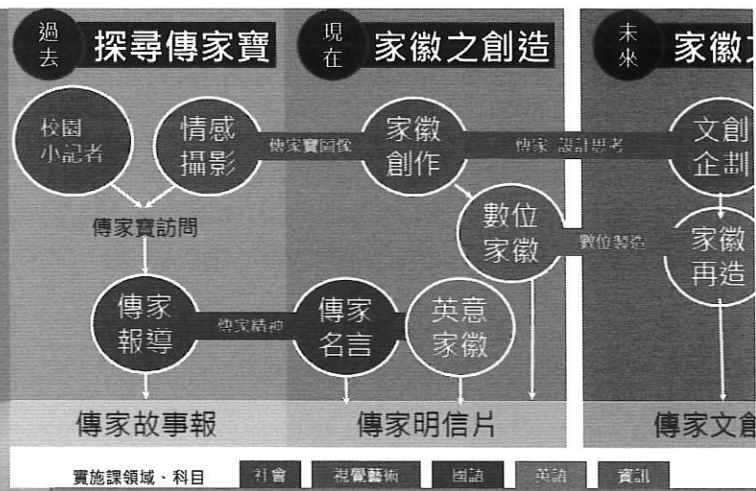 過去
探尋傳家寶
現在
家徽之創造
未來
家徽之
校園
小記者
情感
攝影
傳家寶圖像
家徽
創作
傳家 設計思考
文創
企劃
傳家寶訪問
數位
家徽
數位製造
家徽
再造
傳家
報導
傳家精神
傳家
名言
英意
家徽
傳家故事報
傳家明信片
傳家文創
實施課領域、科目
社會
視覺藝術
國語
英語
資訊